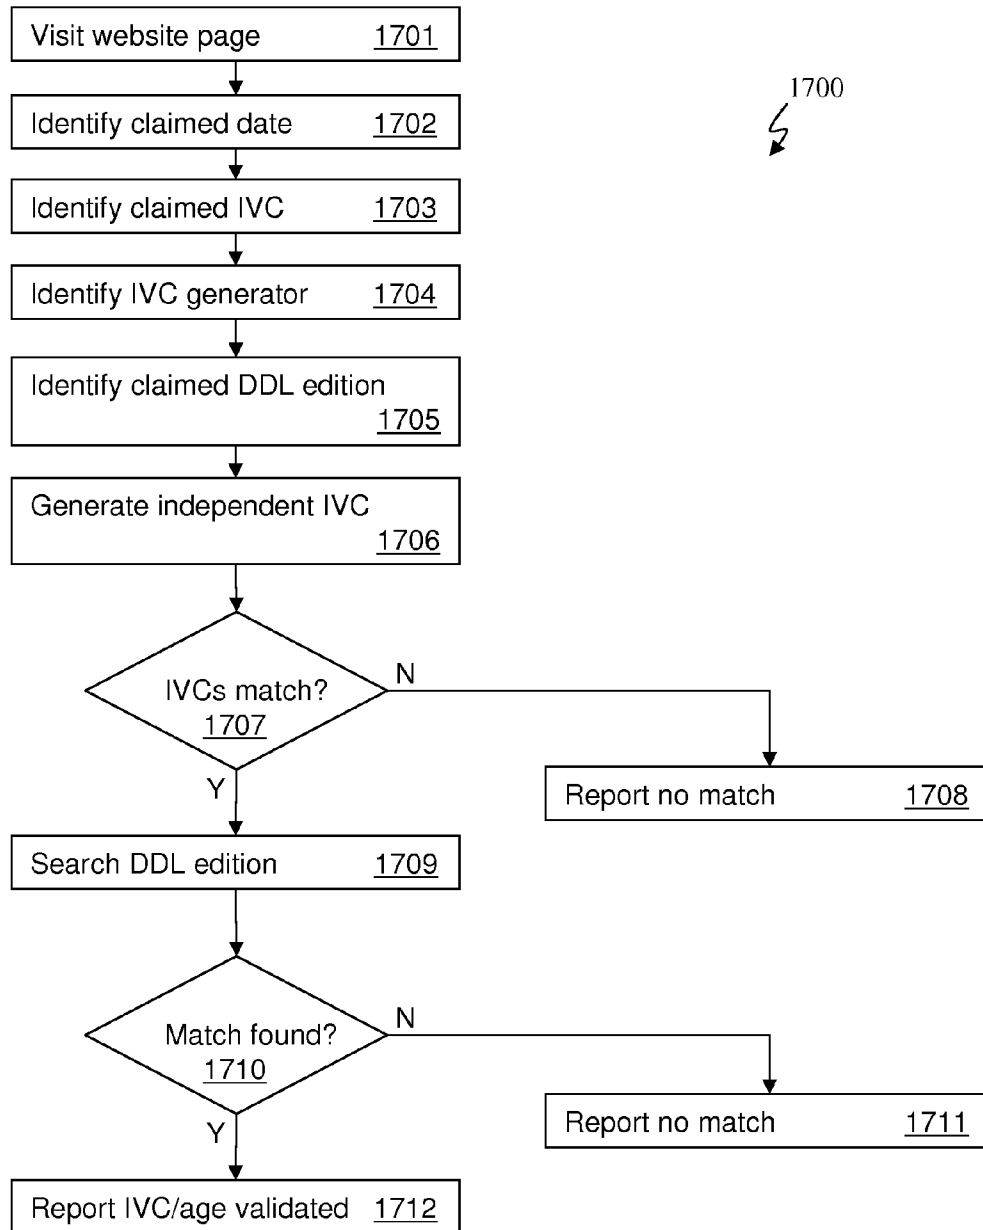 Visit website page 1701
1700
Identify claimed date 1702
Identify claimed IVC 1703
Identify IVC generator 1704
Identify claimed DDL edition
1705
Generate independent IVC
1706
N
IVCs match?
1707
Y
Report no match 1708
Search DDL edition 1709
N
Match found?
1710
Y
Report no match 1711
Report IVC/age validated 1712